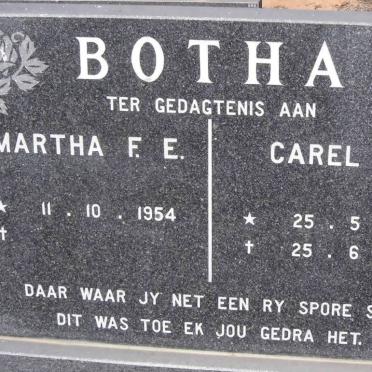 BOTHA
TER GEDAGTENIS AAN
MARTHA F. E. CAREL
★ 11 . 10 . 1954 ★ 25 . 5
† † 25 . 6
DAAR WAAR JY NET EEN RY SPORE S
DIT WAS TOE EK JOU GEDRA HET.